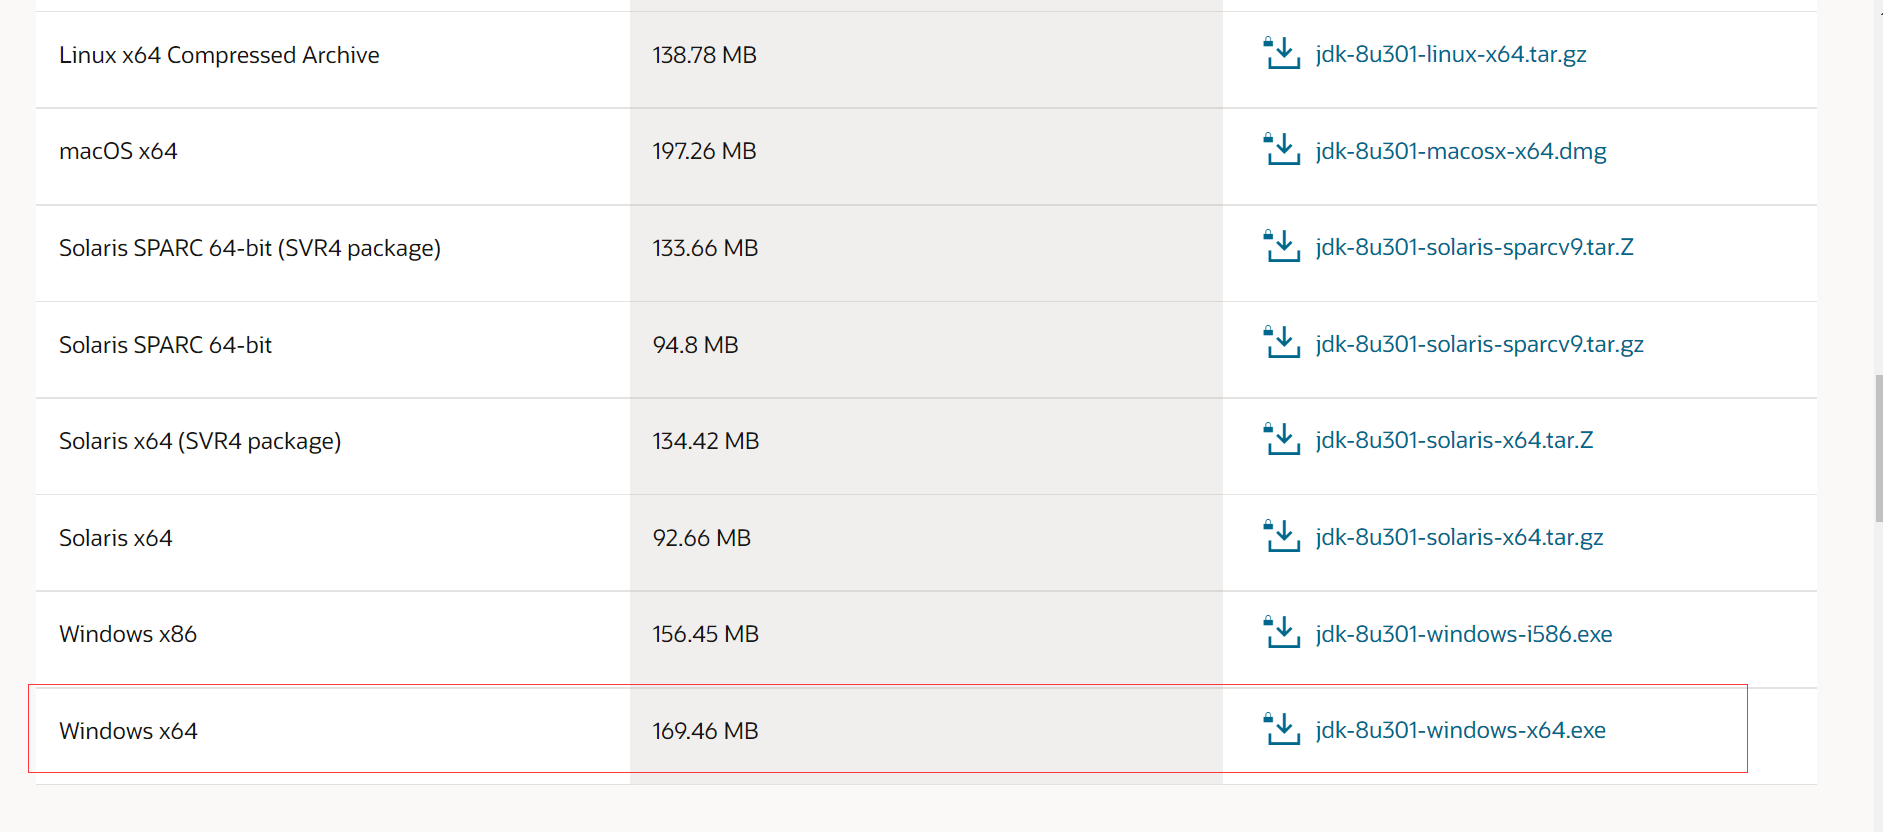 Linux x64 Compressed Archive 138.78 MB jdk-8u301-linux-x64.tar.gz
macOS x64 197.26 MB jdk-8u301-macosx-x64.dmg
Solaris SPARC 64-bit (SVR4 package) 133.66 MB jdk-8u301-solaris-sparcv9.tar.Z
Solaris SPARC 64-bit 94.8 MB jdk-8u301-solaris-sparcv9.tar.gz
Solaris x64 (SVR4 package) 134.42 MB jdk-8u301-solaris-x64.tar.Z
Solaris x64 92.66 MB jdk-8u301-solaris-x64.tar.gz
Windows x86 156.45 MB jdk-8u301-windows-i586.exe
Windows x64 169.46 MB jdk-8u301-windows-x64.exe